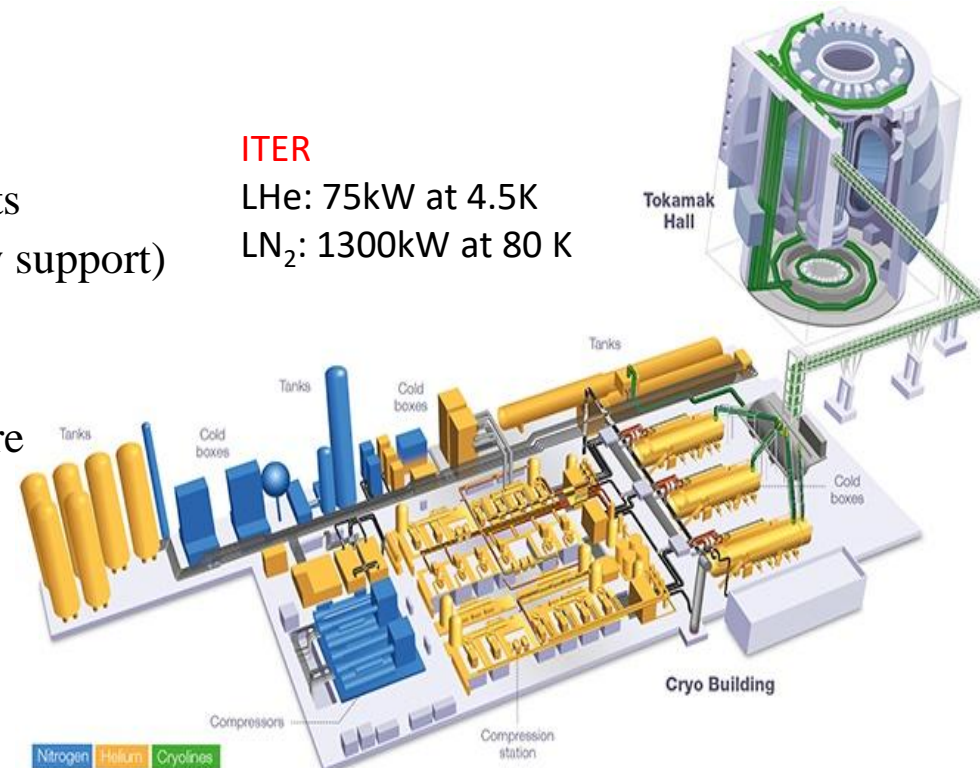 ITER
LHe: 75kW at 4.5K
LN₂: 1300kW at 80 K
ts
support)
re
Tokamak
Hall
Tanks
Tanks
Cold
boxes
Tanks
Cold
boxes
Cold
boxes
Cryo Building
Compressors
Compression
station
Nitrogen Helium Cryolines